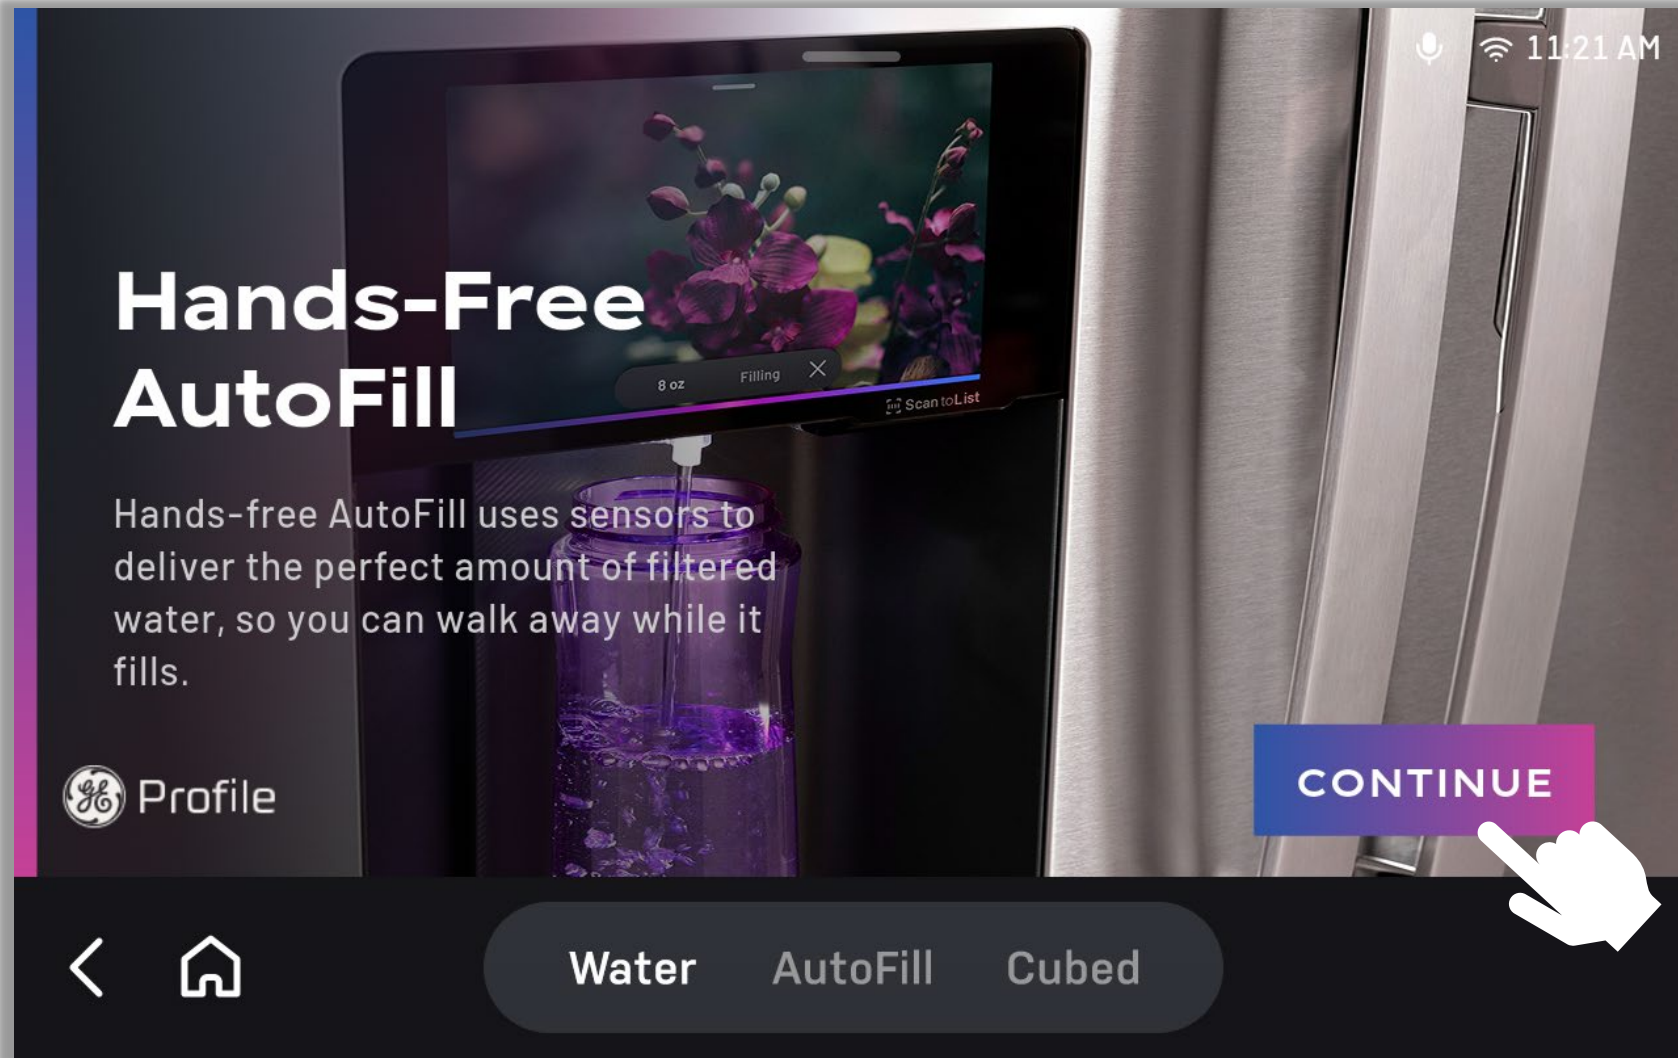 11:21 AM
8 oz Filling
Scan to List
Hands-Free
AutoFill
Hands-free AutoFill uses sensors to
deliver the perfect amount of filtered
water, so you can walk away while it
fills.
GE Profile
CONTINUE
Water AutoFill Cubed